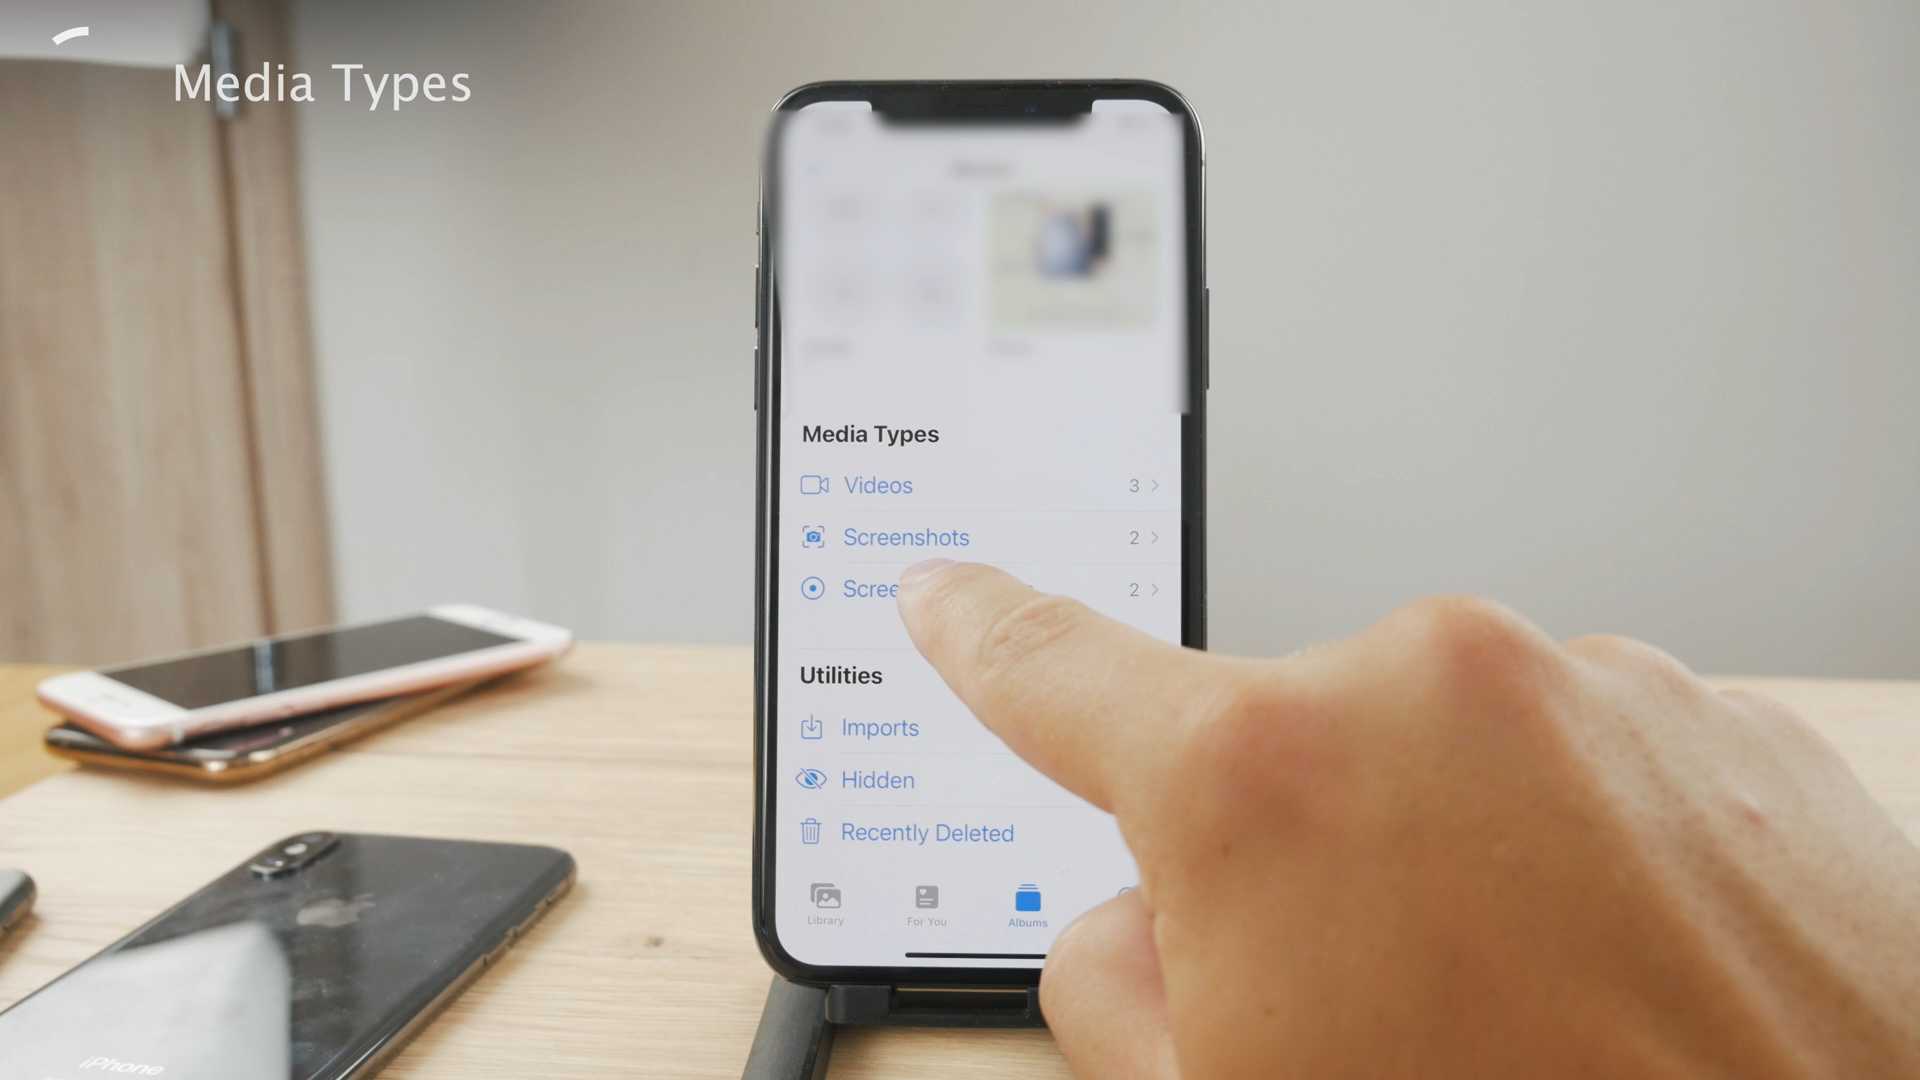 Media Types
Media Types
Videos 3
Screenshots 2
2
Utilities
Imports
Hidden
Recently Deleted
Library For You Albums
iPhone